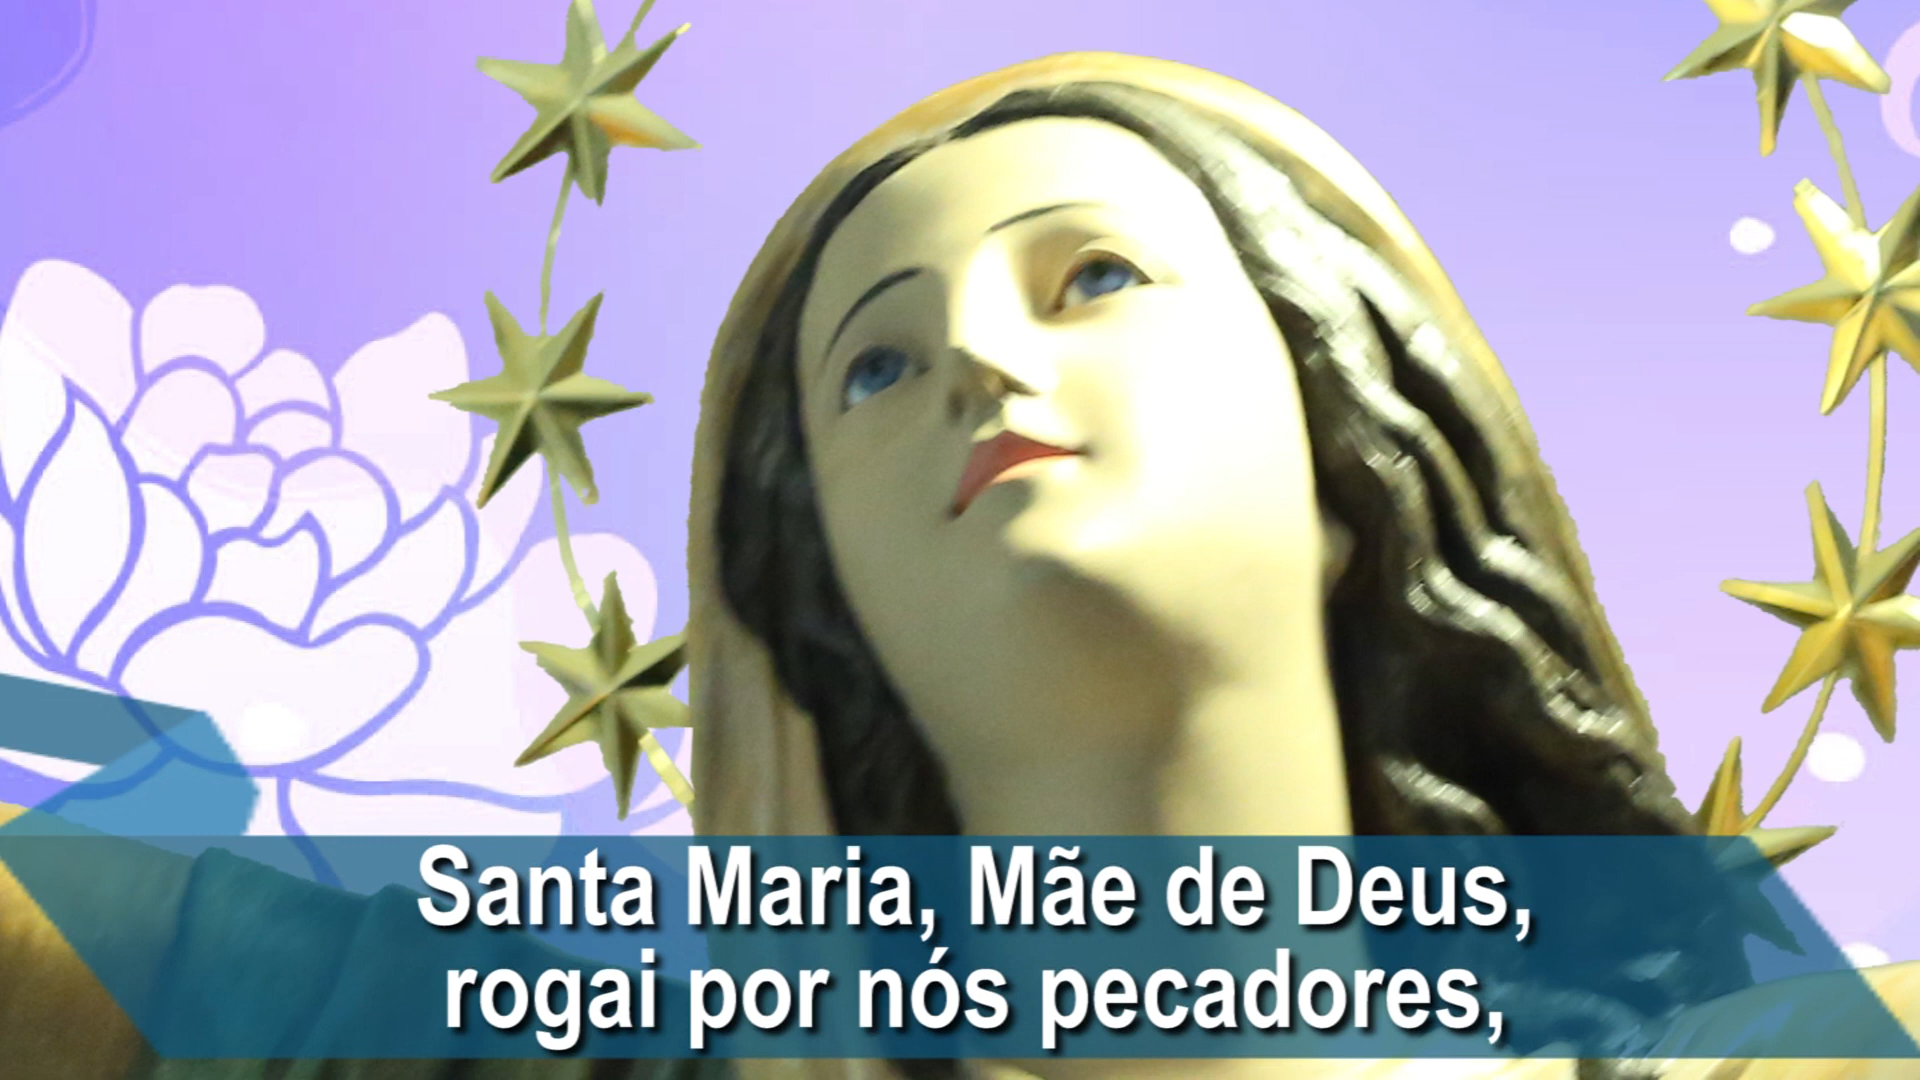 Santa Maria, Mãe de Deus,
rogai por nós pecadores,